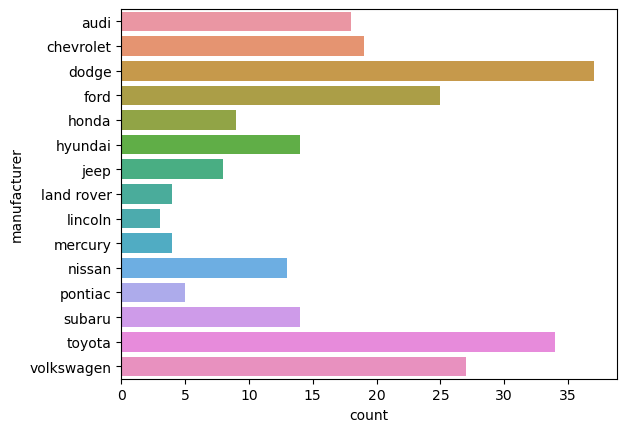 manufacturer
audi
chevrolet
dodge
ford
honda
hyundai
jeep
land rover
lincoln
mercury
nissan
pontiac
subaru
toyota
volkswagen
0 5 10 15 20 25 30 35
count